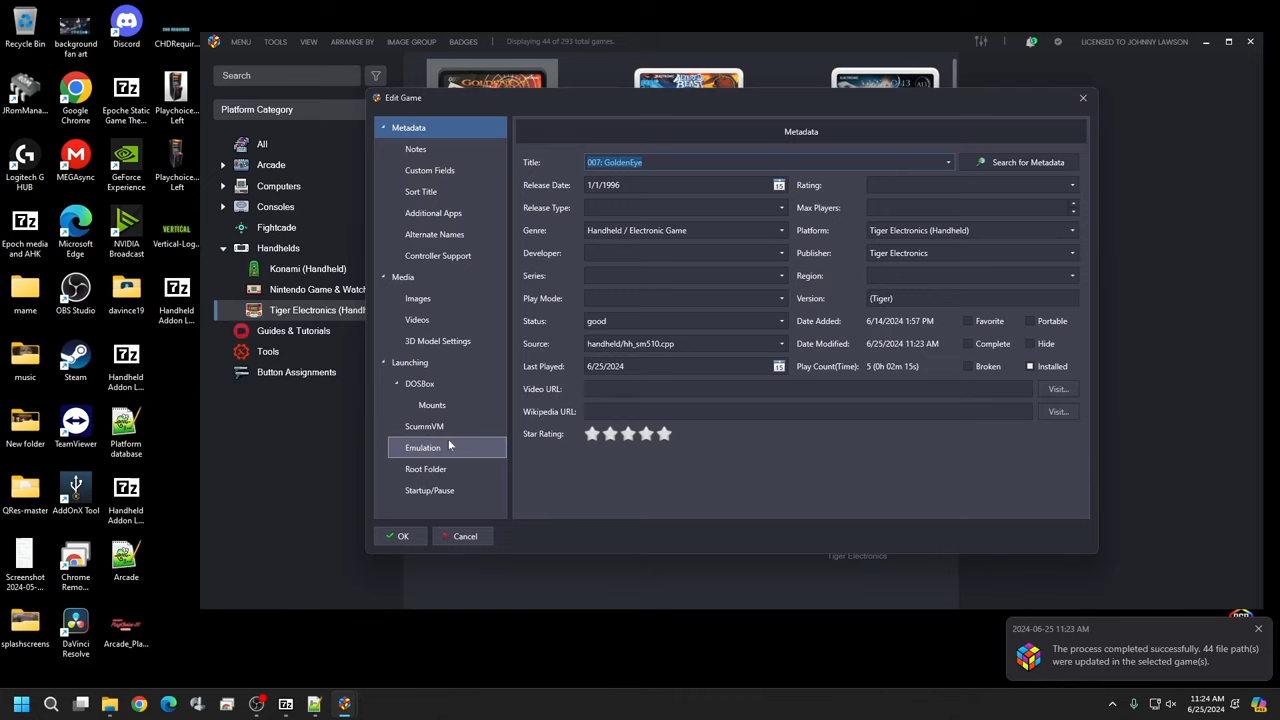 Recycle Bin
background
fan art
Discord
CHDRequir...
JRomMana...
Google
Chrome
Epoche Static
Game The...
Playchoice...
Left
Logitech G
HUB
MEGAsync
GeForce
Experience
Playchoice...
Left
Epoch media
and AHK
Microsoft
Edge
NVIDIA
Broadcast
VERTICAL
Vertical-Log...
mame
OBS Studio
davince19
Handheld
Addon L...
music
Steam
Handheld
Addon L...
New folder
TeamViewer
Platform
database
QRes-master
AddOnX Tool
Handheld
Addon L...
Screenshot
2024-05-...
Chrome
Remo...
Arcade
splashscreens
DaVinci
Resolve
Arcade_Pla...
MENU
TOOLS
VIEW
ARRANGE BY
IMAGE GROUP
BADGES
Displaying 44 of 293 total games.
LICENSED TO JOHNNY LAWSON
Search
Platform Category
All
Arcade
Computers
Consoles
Fightcade
Handhelds
Konami (Handheld)
Nintendo Game & Watch
Tiger Electronics (Handh
Guides & Tutorials
Tools
Button Assignments
Edit Game
Metadata
Notes
Custom Fields
Sort Title
Additional Apps
Alternate Names
Controller Support
Media
Images
Videos
3D Model Settings
Launching
DOSBox
Mounts
ScummVM
Emulation
Root Folder
Startup/Pause
OK
Cancel
Metadata
Title: 007: GoldenEye
Search for Metadata
Release Date: 1/1/1996 15
Rating:
Release Type:
Max Players:
Genre: Handheld / Electronic Game
Platform: Tiger Electronics (Handheld)
Developer:
Publisher: Tiger Electronics
Series:
Region:
Play Mode:
Version: (Tiger)
Status: good
Date Added: 6/14/2024 1:57 PM
Favorite
Portable
Source: handheld/hh_sm510.cpp
Date Modified: 6/25/2024 11:23 AM
Complete
Hide
Last Played: 6/25/2024 15
Play Count(Time): 5 (0h 02m 15s)
Broken
Installed
Video URL:
Visit...
Wikipedia URL:
Visit...
Star Rating:
Tiger Electronics
2024-06-25 11:23 AM
The process completed successfully. 44 file path(s)
were updated in the selected game(s).
11:24 AM
6/25/2024